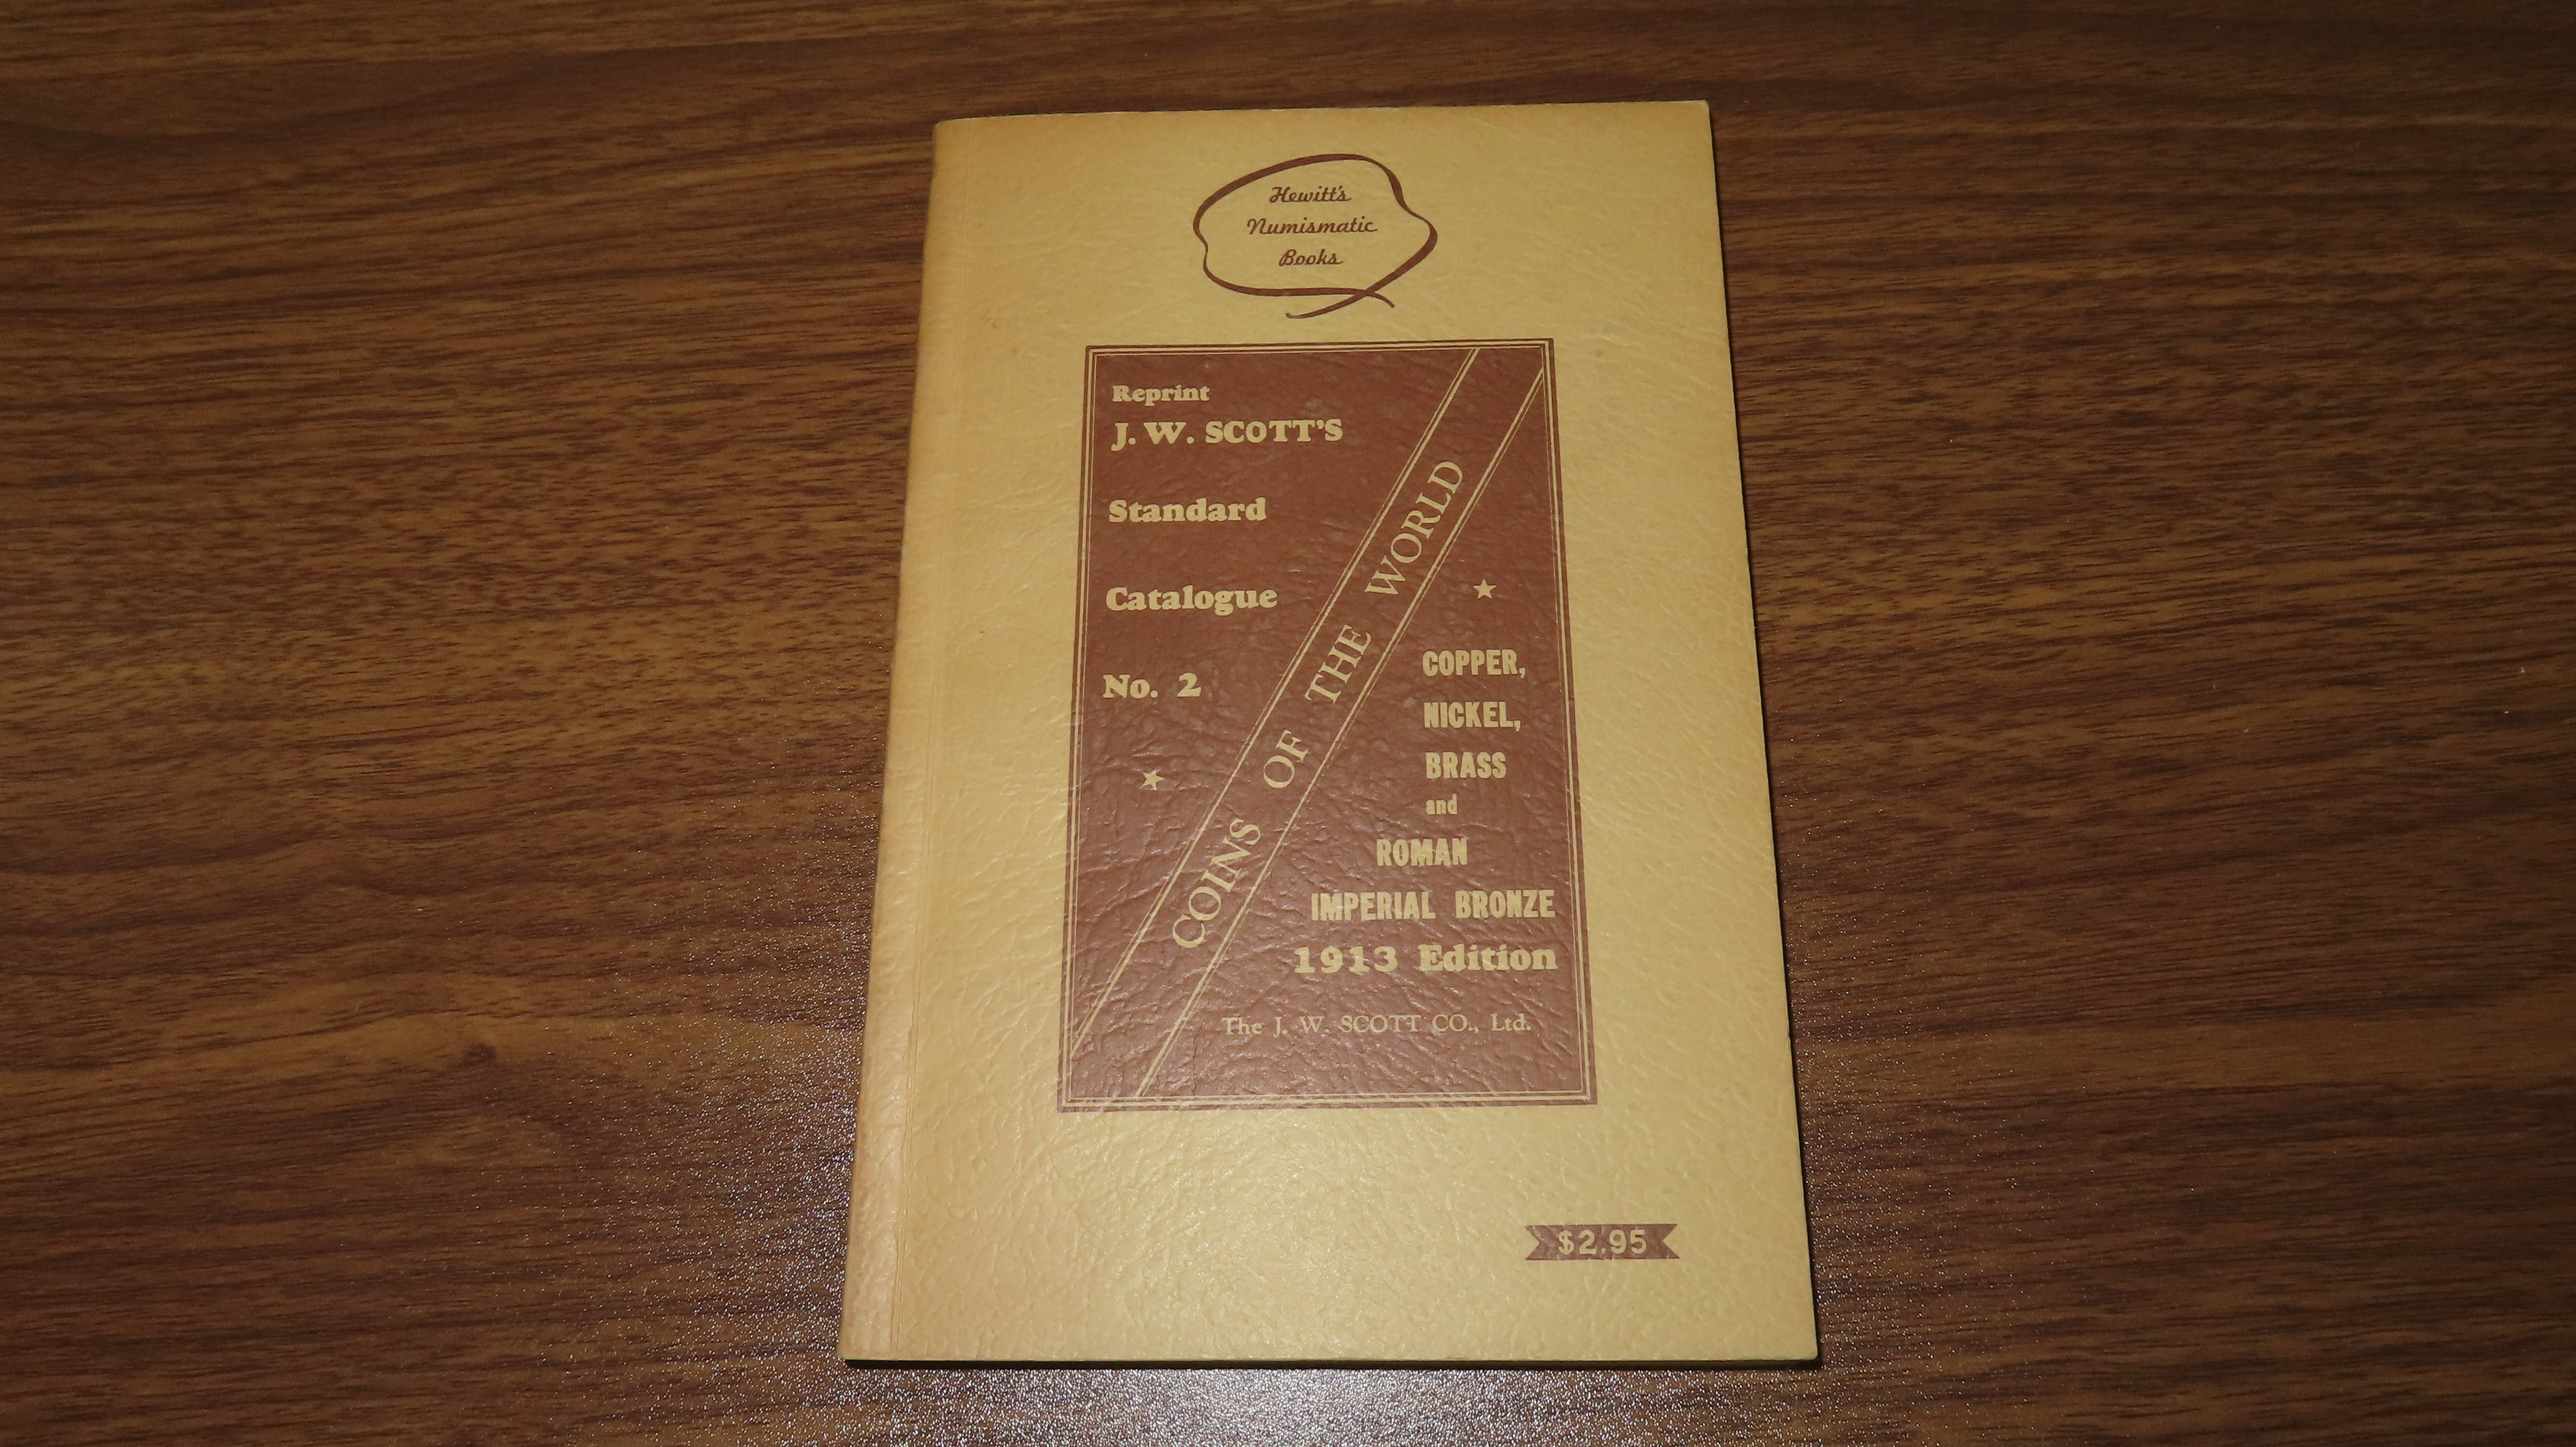 Hewitt's
Numismatic
Books
Reprint
J. W. SCOTT'S
Standard
Catalogue
No. 2
COINS OF THE WORLD
COPPER,
NICKEL,
BRASS
and
ROMAN
IMPERIAL BRONZE
1913 Edition
The J. W. SCOTT CO., Ltd.
$2.95